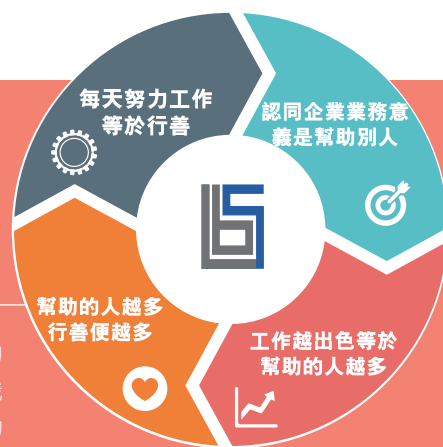 每天努力工作
等於行善
認同企業業務意
義是幫助別人
幫助的人越多
行善便越多
工作越出色等於
幫助的人越多